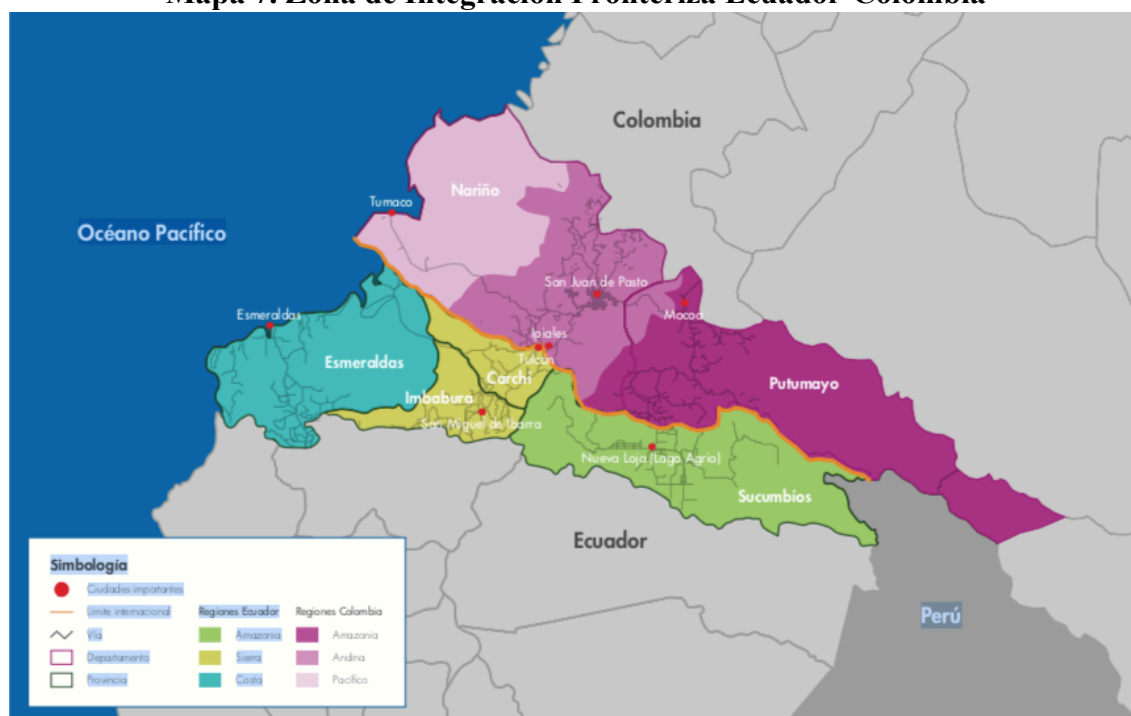 Mapa 7. Zona de Integración Fronteriza Ecuador-Colombia
Colombia
Nariño
Tumaco
Océano Pacífico
San Juan de Pasto
Mocoa
Esmeraldas
Ipiales
Tulcán
Esmeraldas
Carchi
Putumayo
Imbabura
San Miguel de Ibarra
Nueva Loja (Lago Agrio)
Sucumbíos
Ecuador
Perú
Simbología
Ciudades importantes
Límite internacional
Vía
Departamento
Provincia
Regiones Ecuador
Amazonia
Sierra
Costa
Regiones Colombia
Amazonia
Andina
Pacífico